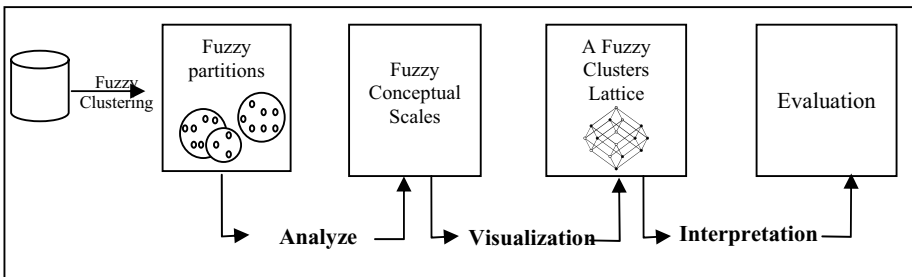 Fuzzy
Clustering
Fuzzy
partitions
Fuzzy
Conceptual
Scales
A Fuzzy
Clusters
Lattice
Evaluation
Analyze
Visualization
Interpretation